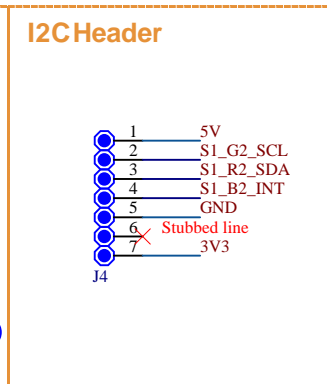 I2C Header
1 5V
2 S1_G2_SCL
3 S1_R2_SDA
4 S1_B2_INT
5 GND
6 Stubbed line
7 3V3
J4